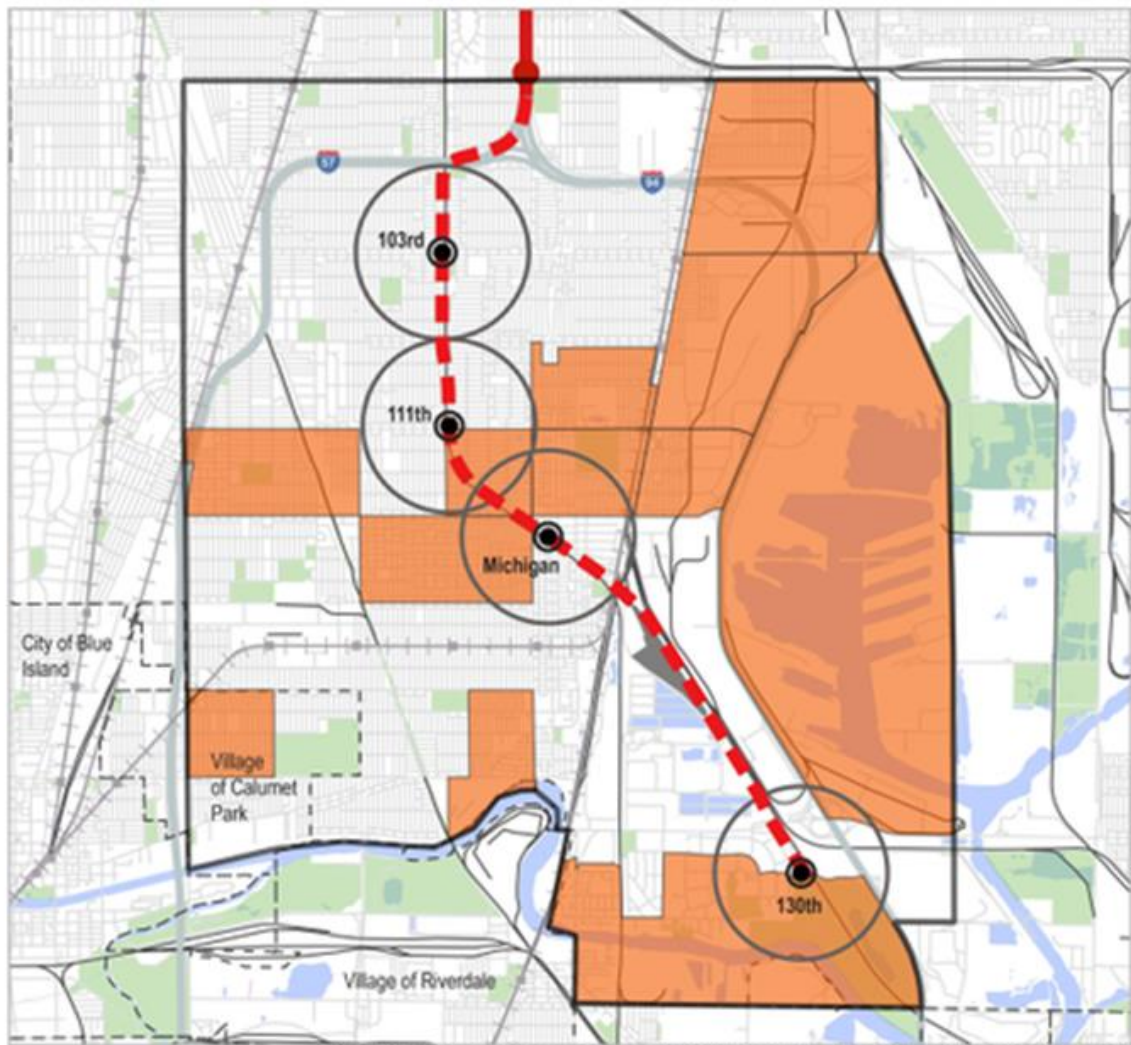 57
94
103rd
111th
Michigan
City of Blue
Island
Village
of Calumet
Park
130th
Village of Riverdale